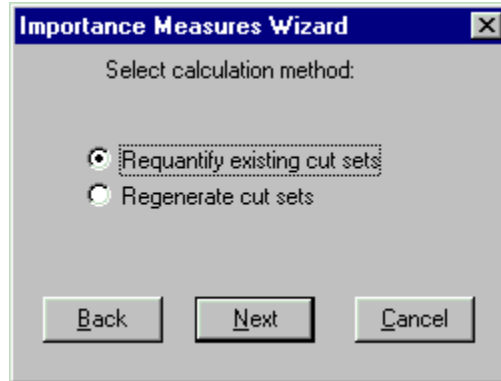 Importance Measures Wizard
Select calculation method:
Requantify existing cut sets
Regenerate cut sets
Back Next Cancel